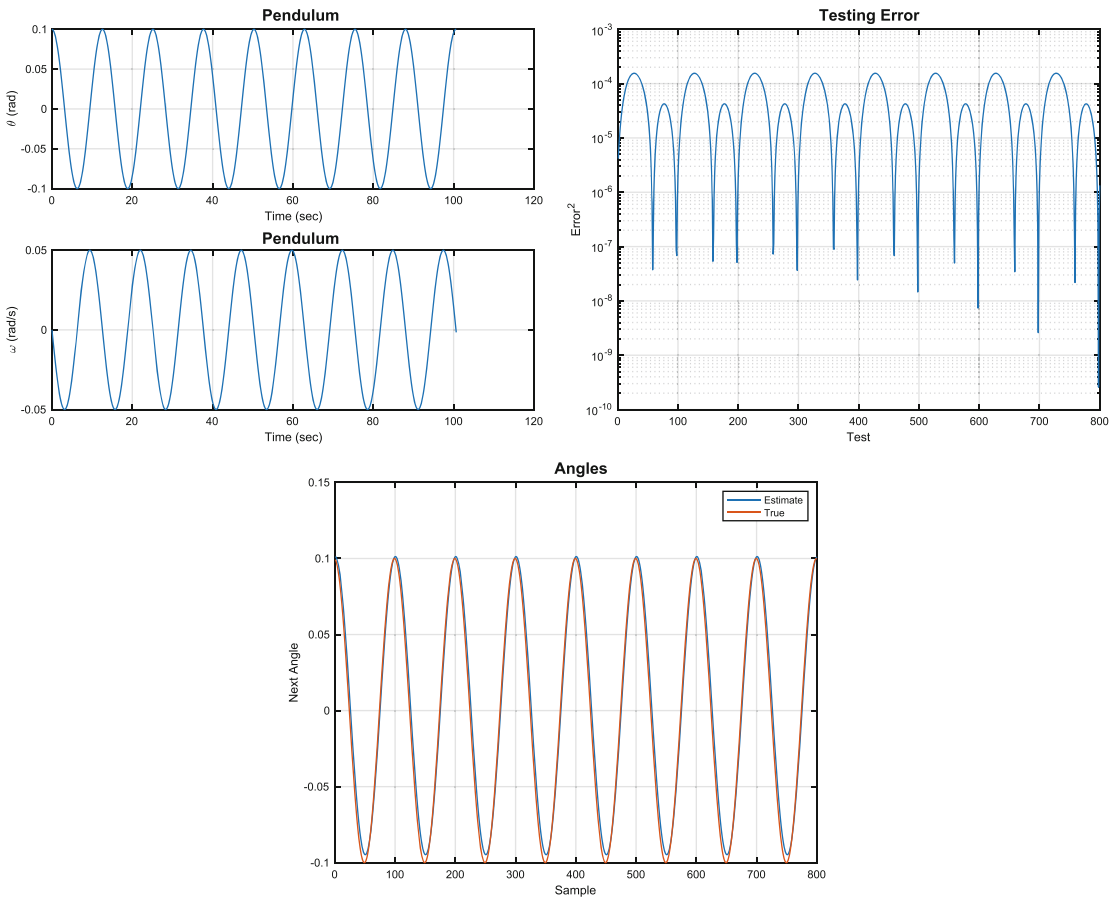 Pendulum
0.1
0.05
0
-0.05
-0.1
θ (rad)
0 20 40 60 80 100 120
Time (sec)
Pendulum
0.05
0
-0.05
ω (rad/s)
0 20 40 60 80 100 120
Time (sec)
Testing Error
10-3
10-4
10-5
10-6
10-7
10-8
10-9
10-10
Error2
0 100 200 300 400 500 600 700 800
Test
Angles
0.15
0.1
0.05
0
-0.05
-0.1
Next Angle
Estimate
True
0 100 200 300 400 500 600 700 800
Sample